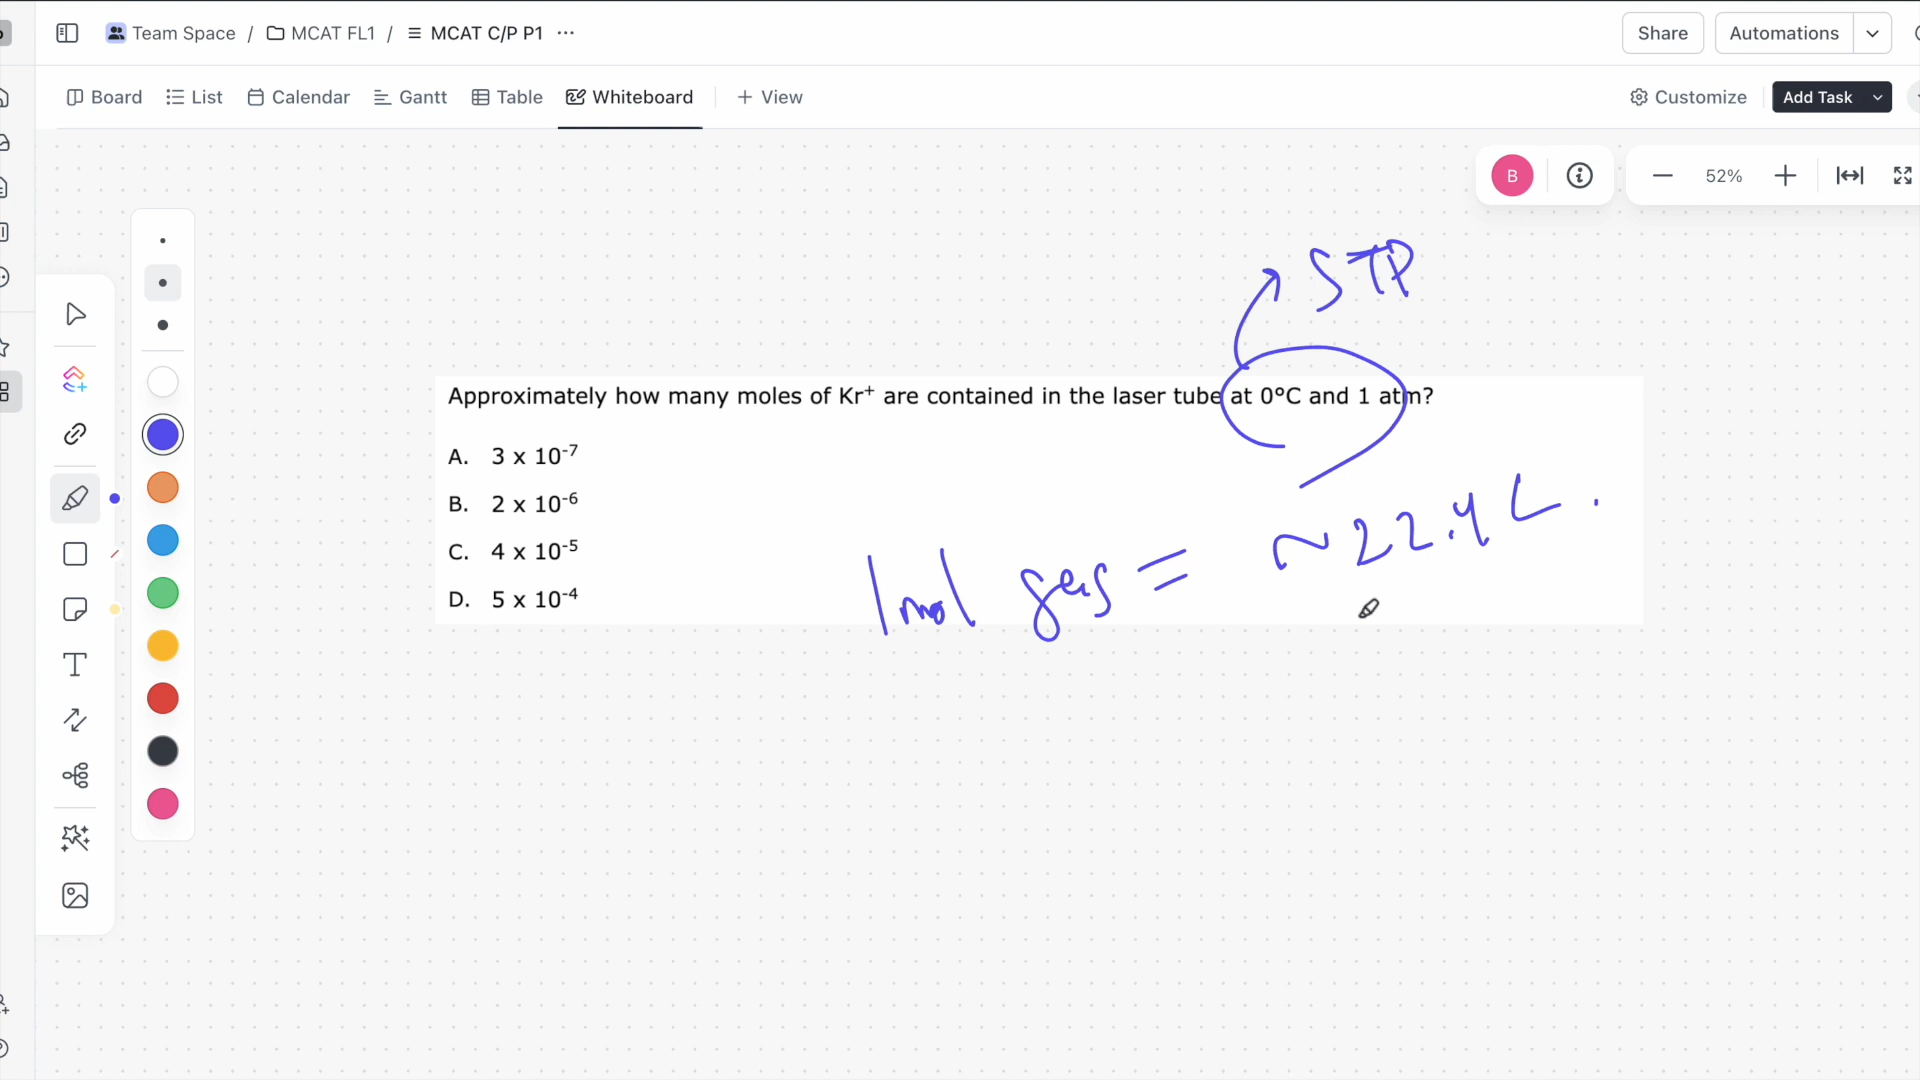 Team Space / MCAT FL1 / MCAT C/P P1 ...
Share
Automations
Board
List
Calendar
Gantt
Table
Whiteboard
+ View
Customize
Add Task
B
52%
STP
Approximately how many moles of Kr⁺ are contained in the laser tube at 0°C and 1 atm?
A. 3 x 10⁻⁷
B. 2 x 10⁻⁶
C. 4 x 10⁻⁵
D. 5 x 10⁻⁴
1 mol gas = ~22.4 L.